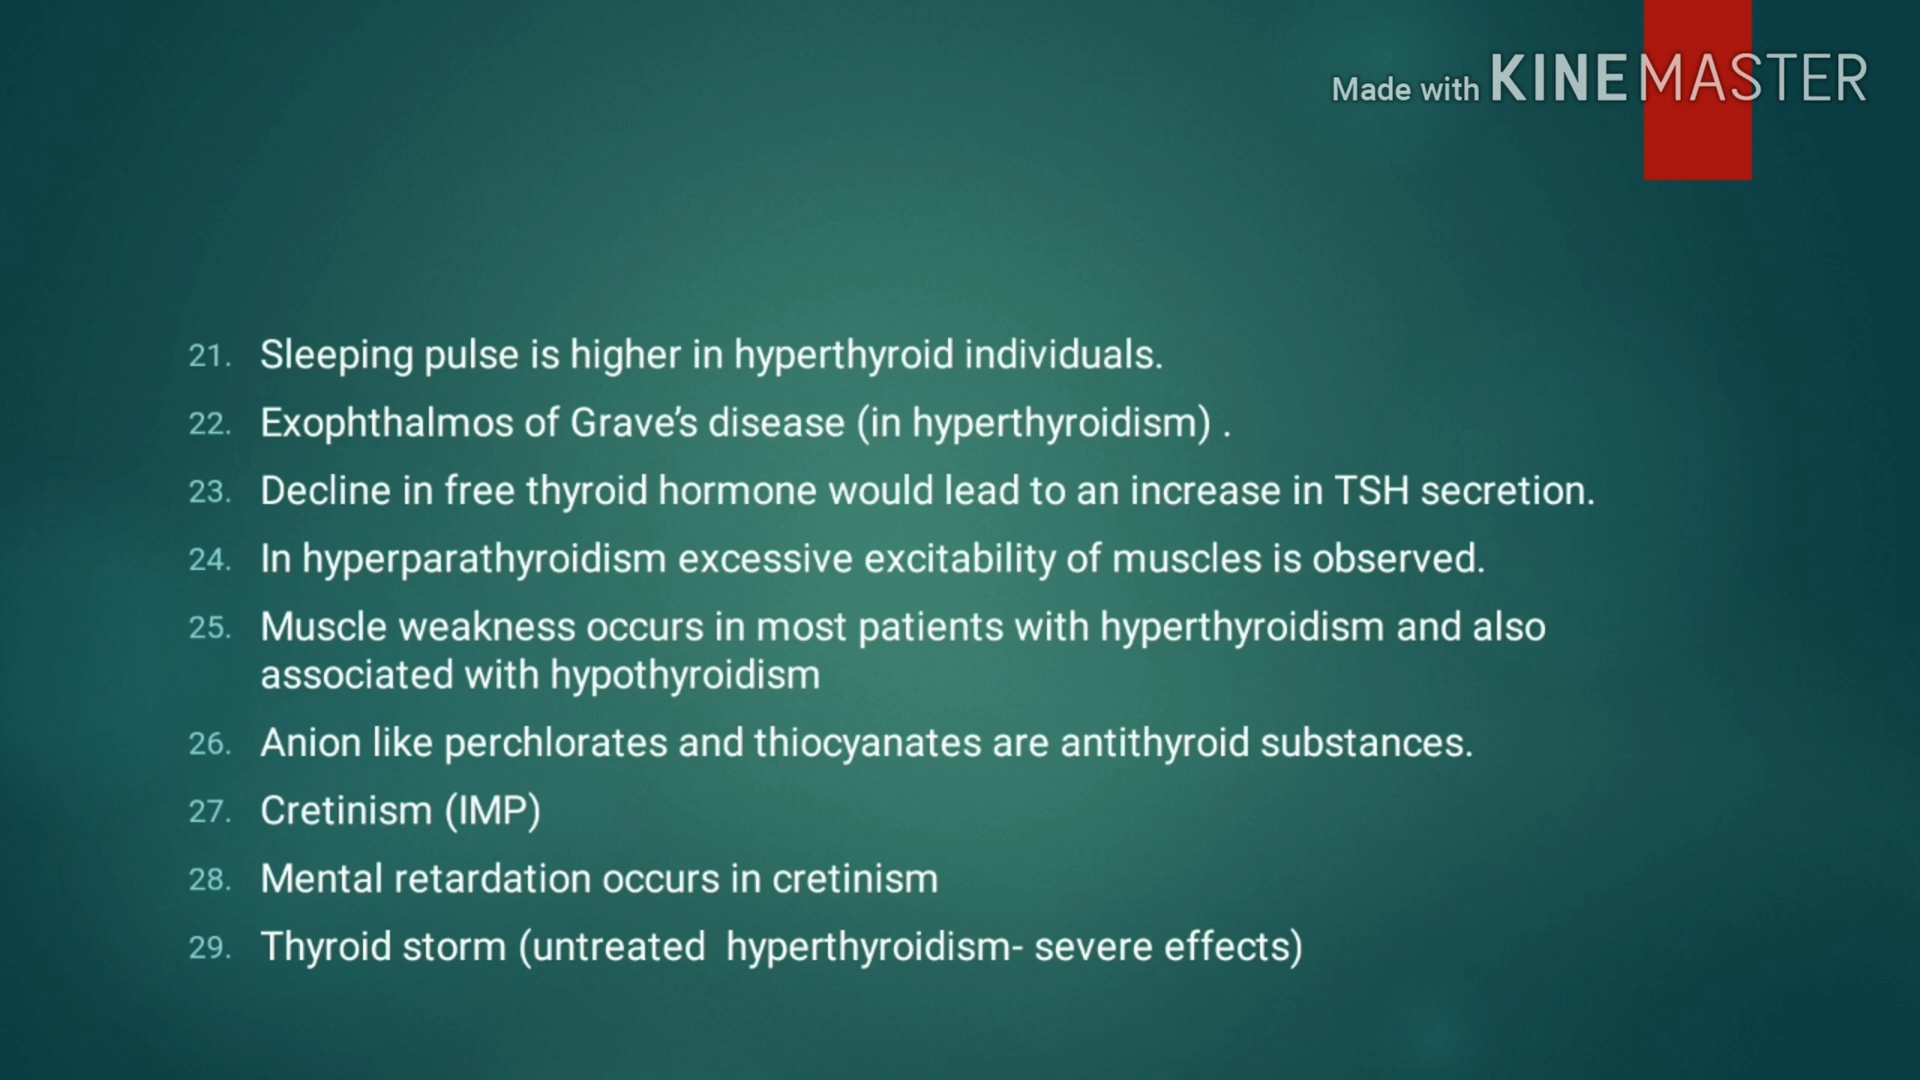 Made with KINEMASTER
21. Sleeping pulse is higher in hyperthyroid individuals.
22. Exophthalmos of Grave’s disease (in hyperthyroidism) .
23. Decline in free thyroid hormone would lead to an increase in TSH secretion.
24. In hyperparathyroidism excessive excitability of muscles is observed.
25. Muscle weakness occurs in most patients with hyperthyroidism and also
associated with hypothyroidism
26. Anion like perchlorates and thiocyanates are antithyroid substances.
27. Cretinism (IMP)
28. Mental retardation occurs in cretinism
29. Thyroid storm (untreated  hyperthyroidism- severe effects)